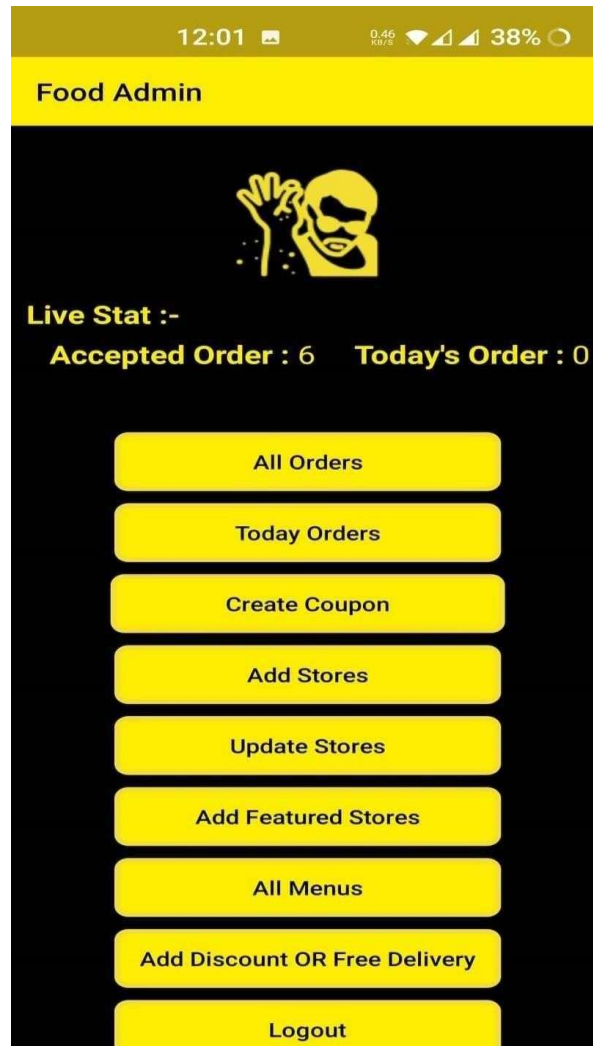 12:01 0.46 KB/S 38%
Food Admin
Live Stat :-
Accepted Order : 6 Today's Order : 0
All Orders
Today Orders
Create Coupon
Add Stores
Update Stores
Add Featured Stores
All Menus
Add Discount OR Free Delivery
Logout